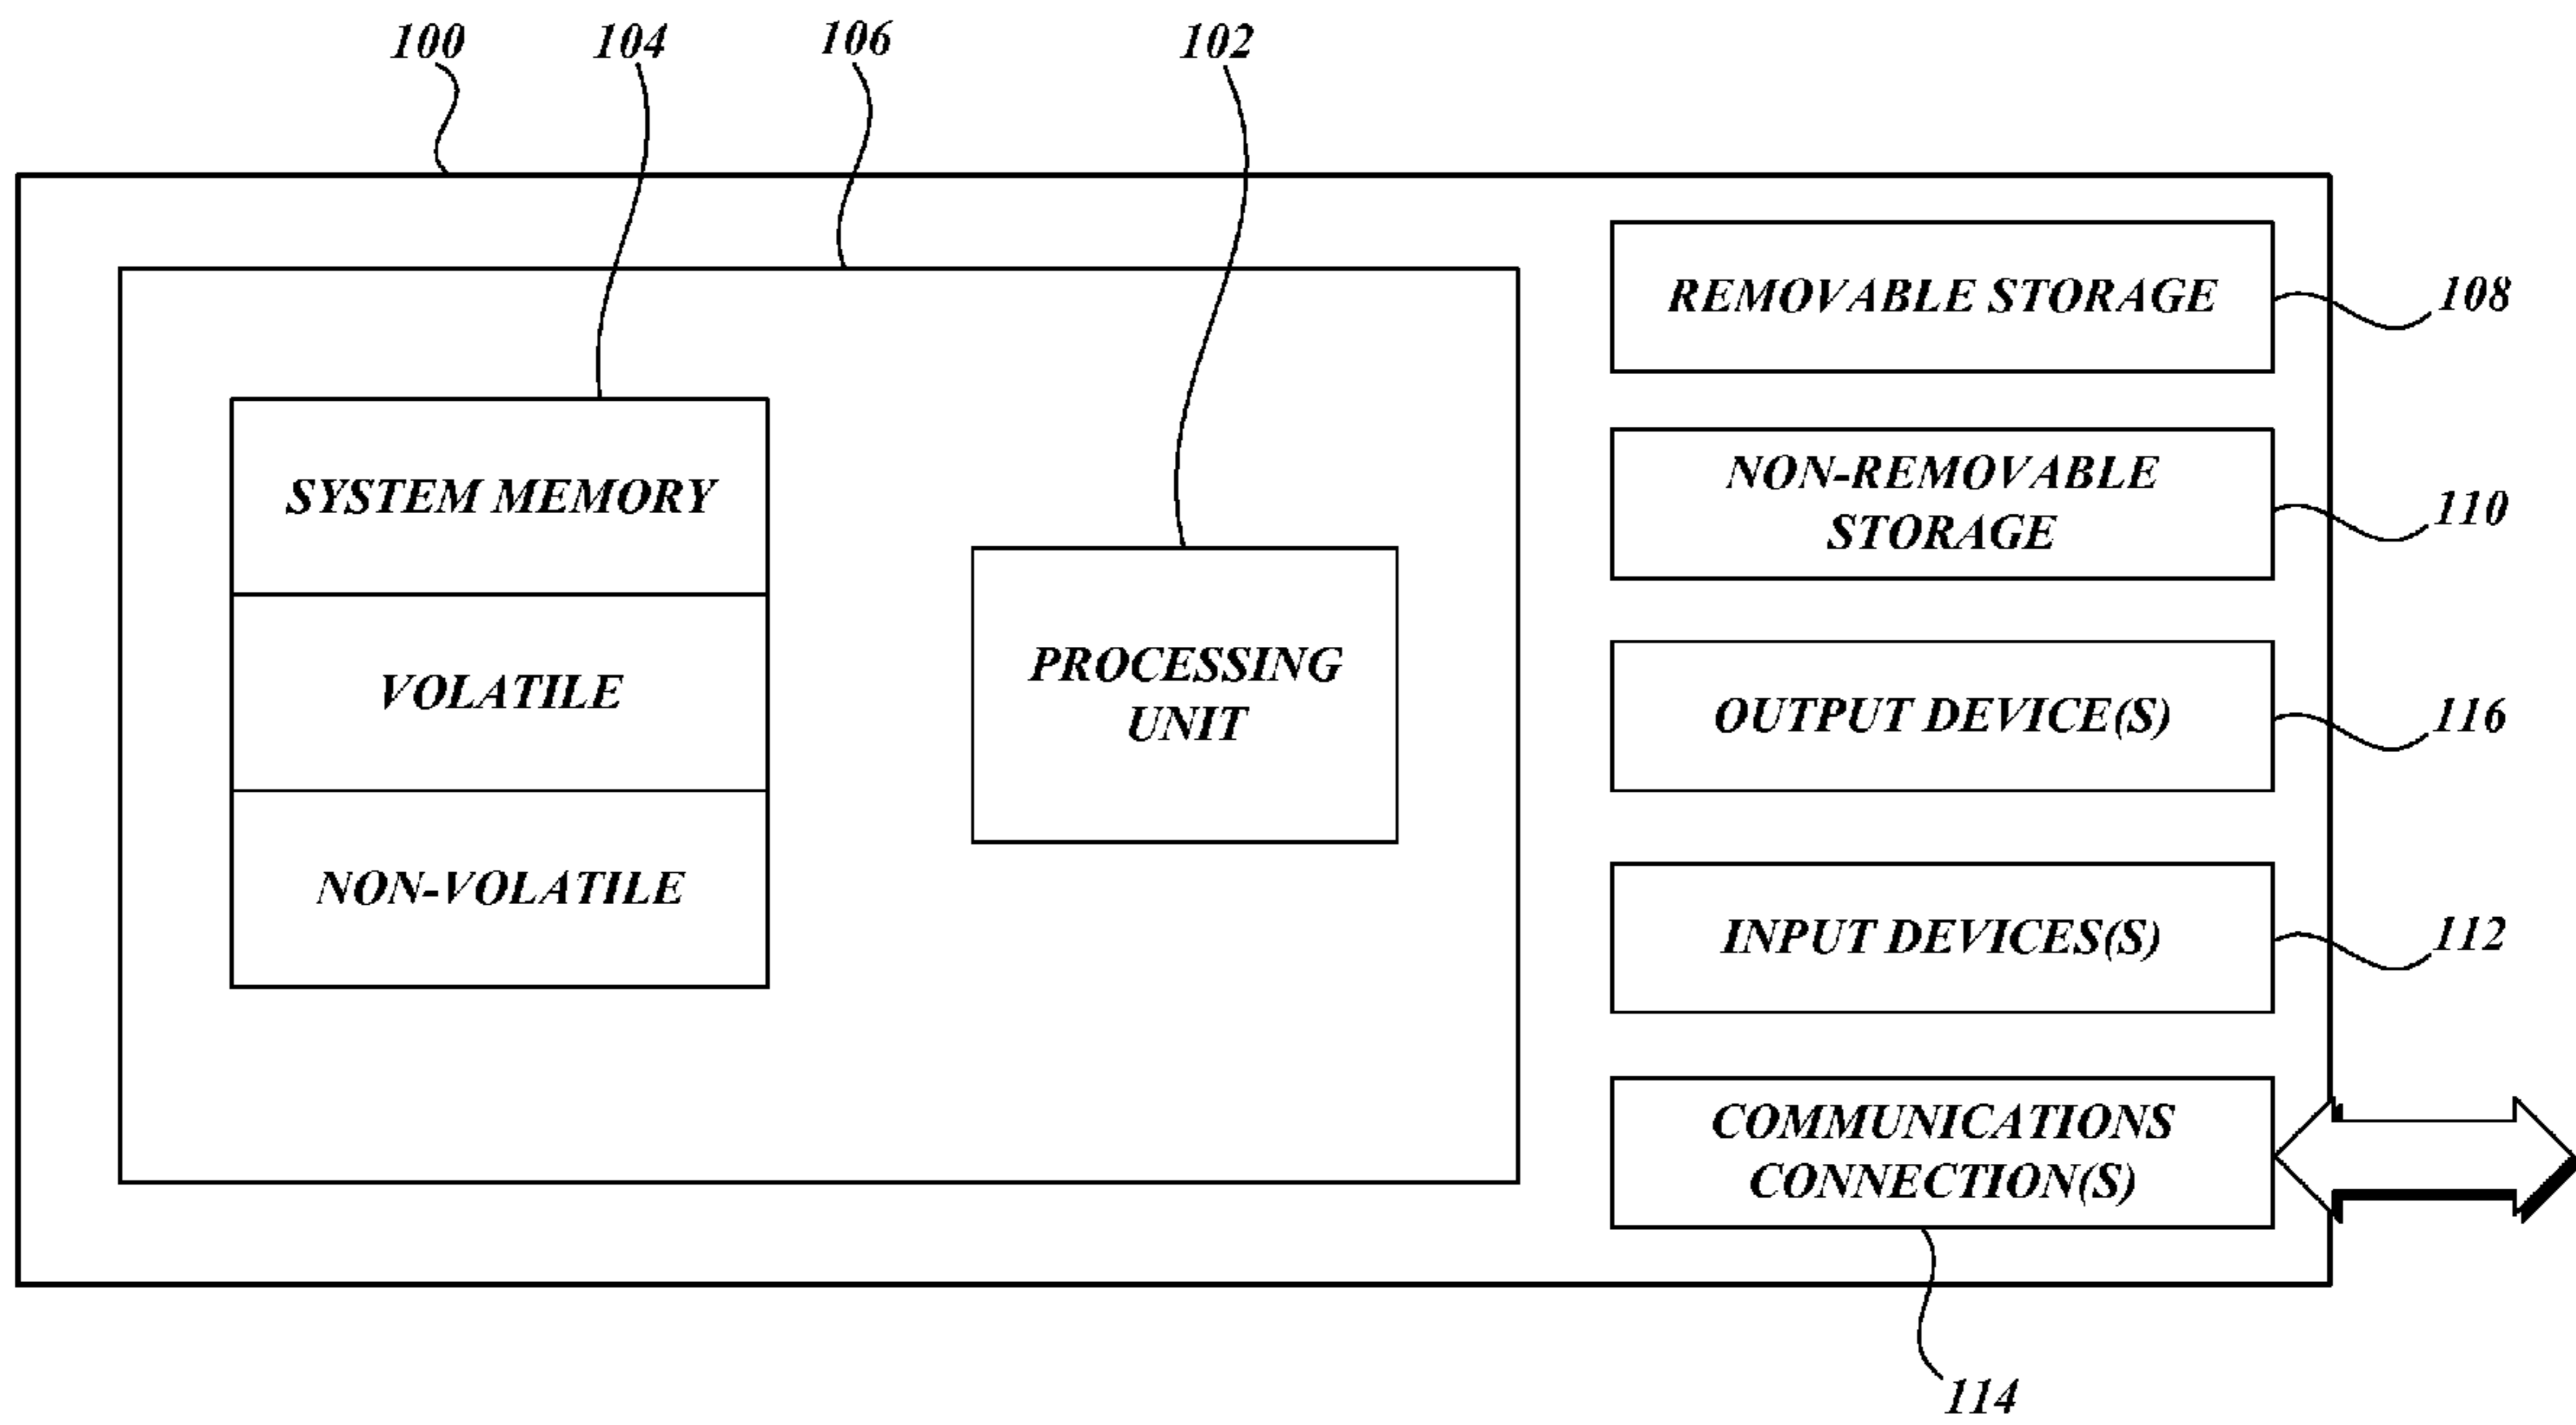 100
104
106
102
SYSTEM MEMORY
VOLATILE
NON-VOLATILE
PROCESSING
UNIT
REMOVABLE STORAGE
108
NON-REMOVABLE
STORAGE
110
OUTPUT DEVICE(S)
116
INPUT DEVICES(S)
112
COMMUNICATIONS
CONNECTION(S)
114